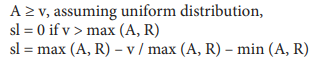 A ≥ v, assuming uniform distribution,
sl = 0 if v > max (A, R)
sl = max (A, R) – v / max (A, R) – min (A, R)